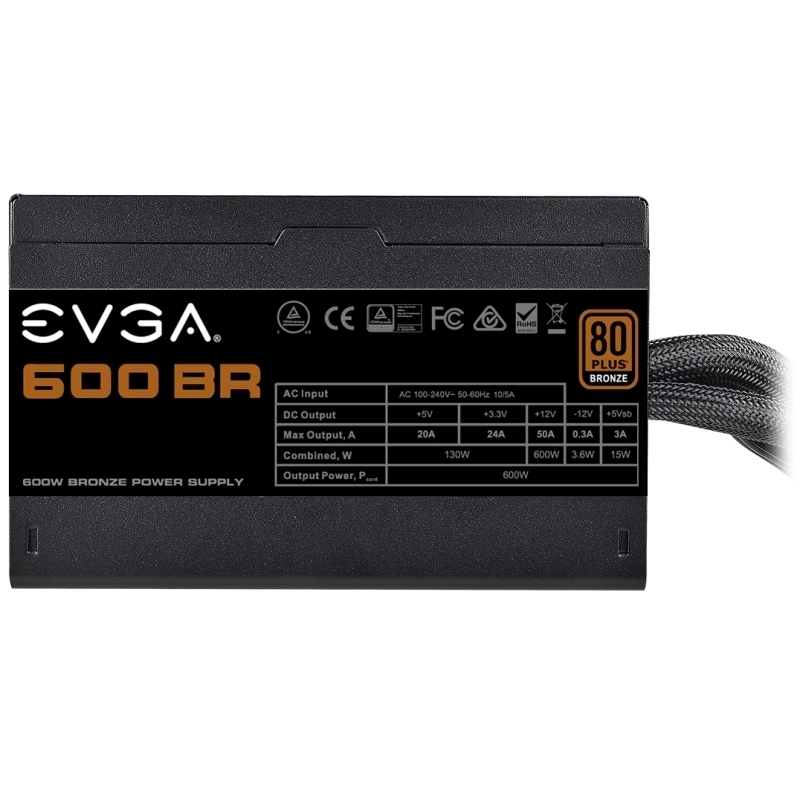 EVGA®
600 BR
600W BRONZE POWER SUPPLY
CE
FC
RoHS
80
PLUS®
BRONZE
AC Input AC 100-240V~ 50-60Hz 10/5A
DC Output +5V +3.3V +12V -12V +5Vsb
Max Output, A 20A 24A 50A 0.3A 3A
Combined, W 130W 600W 3.6W 15W
Output Power, P cont 600W